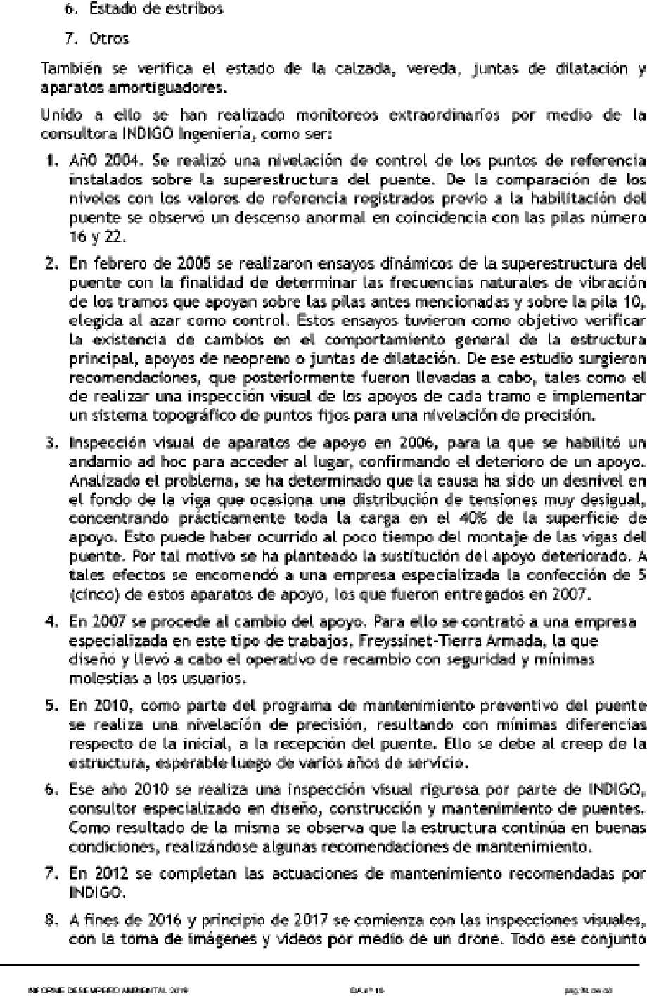 6. Estado de estribos
7. Otros
También se verifica el estado de la calzada, vereda, juntas de dilatación y
aparatos amortiguadores.
Unido a ello se han realizado monitoreos extraordinarios por medio de la
consultora INDIGO Ingeniería, como ser:
1. Añ0 2004. Se realizó una nivelación de control de los puntos de referencia
instalados sobre la superestructura del puente. De la comparación de los
niveles con los valores de referencia registrados previo a la habilitación del
puente se observó un descenso anormal en coincidencia con las pilas número
16 y 22.
2. En febrero de 2005 se realizaron ensayos dinámicos de la superestructura del
puente con la finalidad de determinar las frecuencias naturales de vibración
de los tramos que apoyan sobre las pilas antes mencionadas y sobre la pila 10,
elegida al azar como control. Estos ensayos tuvieron como objetivo verificar
la existencia de cambios en el comportamiento general de la estructura
principal, apoyos de neopreno o juntas de dilatación. De ese estudio surgieron
recomendaciones, que posteriormente fueron llevadas a cabo, tales como el
de realizar una inspección visual de los apoyos de cada tramo e implementar
un sistema topográfico de puntos fijos para una nivelación de precisión.
3. Inspección visual de aparatos de apoyo en 2006, para la que se habilitó un
andamio ad hoc para acceder al lugar, confirmando el deterioro de un apoyo.
Analizado el problema, se ha determinado que la causa ha sido un desnivel en
el fondo de la viga que ocasiona una distribución de tensiones muy desigual,
concentrando prácticamente toda la carga en el 40% de la superficie de
apoyo. Esto puede haber ocurrido al poco tiempo del montaje de las vigas del
puente. Por tal motivo se ha planteado la sustitución del apoyo deteriorado. A
tales efectos se encomendó a una empresa especializada la confección de 5
(cinco) de estos aparatos de apoyo, los que fueron entregados en 2007.
4. En 2007 se procede al cambio del apoyo. Para ello se contrató a una empresa
especializada en este tipo de trabajos, Freyssinet-Tierra Armada, la que
diseñó y llevó a cabo el operativo de recambio con seguridad y mínimas
molestias a los usuarios.
5. En 2010, como parte del programa de mantenimiento preventivo del puente
se realiza una nivelación de precisión, resultando con mínimas diferencias
respecto de la inicial, a la recepción del puente. Ello se debe al creep de la
estructura, esperable luego de varios años de servicio.
6. Ese año 2010 se realiza una inspección visual rigurosa por parte de INDIGO,
consultor especializado en diseño, construcción y mantenimiento de puentes.
Como resultado de la misma se observa que la estructura continúa en buenas
condiciones, realizándose algunas recomendaciones de mantenimiento.
7. En 2012 se completan las actuaciones de mantenimiento recomendadas por
INDIGO.
8. A fines de 2016 y principio de 2017 se comienza con las inspecciones visuales,
con la toma de imágenes y videos por medio de un drone. Todo ese conjunto
INFORME DESEMPEÑO AMBIENTAL 2019